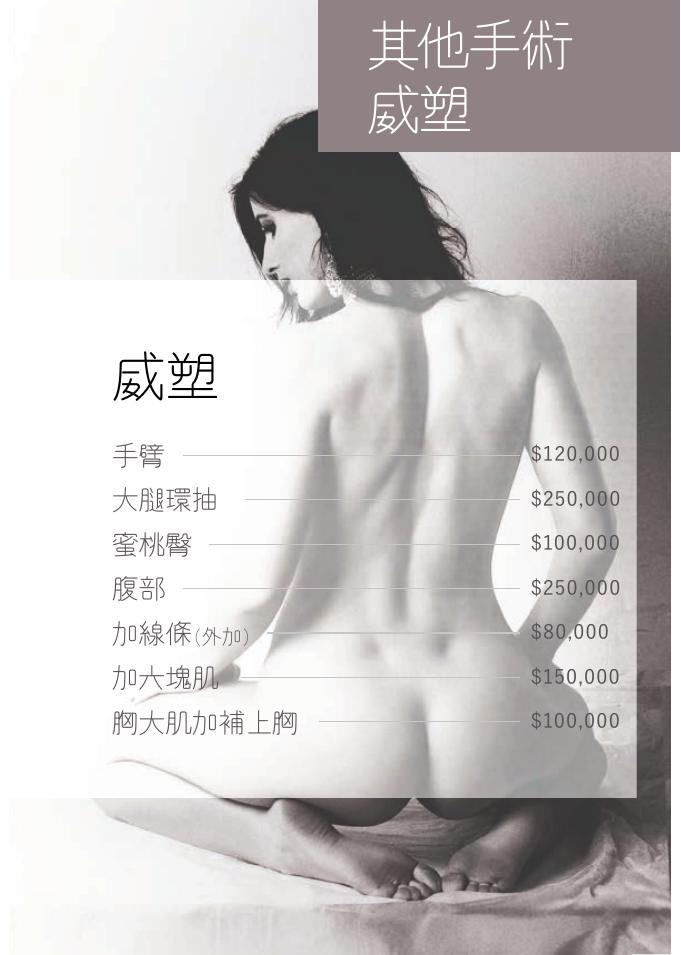 其他手術
威塑
威塑
手臂 $120,000
大腿環抽 $250,000
蜜桃臀 $100,000
腹部 $250,000
加線條(外加) $80,000
加六塊肌 $150,000
胸大肌加補上胸 $100,000